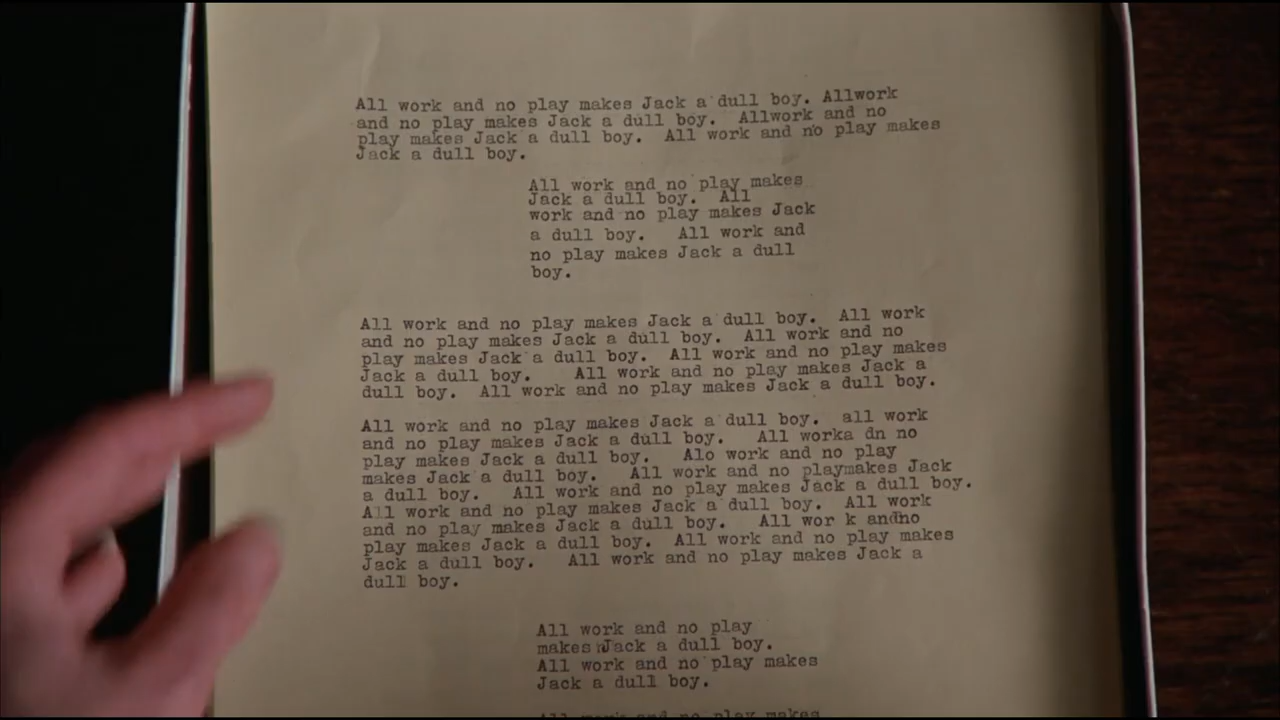 All work and no play makes Jack a dull boy. Allwork
and no play makes Jack a dull boy. Allwork and no
play makes Jack a dull boy. All work and no play makes
Jack a dull boy.
All work and no play makes
Jack a dull boy. All
work and no play makes Jack
a dull boy. All work and
no play makes Jack a dull
boy.
All work and no play makes Jack a dull boy. All work
and no play makes Jack a dull boy. All work and no
play makes Jack a dull boy. All work and no play makes
Jack a dull boy. All work and no play makes Jack a
dull boy. All work and no play makes Jack a dull boy.
All work and no play makes Jack a dull boy. all work
and no play makes Jack a dull boy. All worka dn no
play makes Jack a dull boy. Alo work and no play
makes Jack a dull boy. All work and no playmakes Jack
a dull boy. All work and no play makes Jack a dull boy.
All work and no play makes Jack a dull boy. All work
and no play makes Jack a dull boy. All wor k andno
play makes Jack a dull boy. All work and no play makes
Jack a dull boy. All work and no play makes Jack a
dull boy.
All work and no play
makes Jack a dull boy.
All work and no play makes
Jack a dull boy.
All work and no play makes